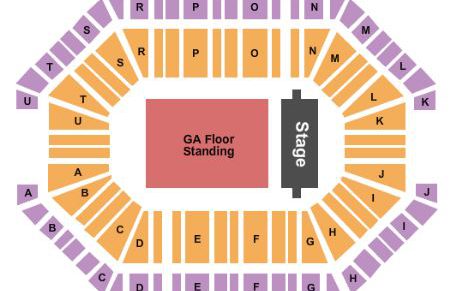 R P O N
S M
R P O N
S M
T L
T L
U K
U K
GA Floor
Standing
Stage
A J
A J
B I
B I
C H
D E F G
C H
D E F G